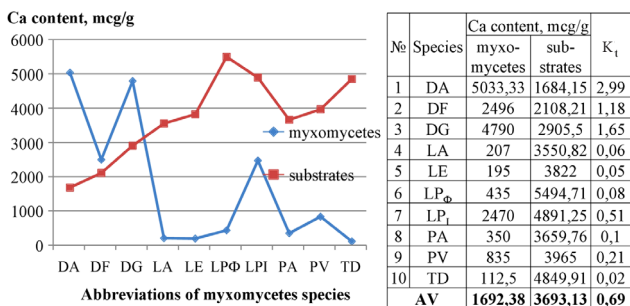 Ca content, mcg/g
6000
5000
4000
3000
2000
1000
0
myxomycetes
substrates
DA DF DG LA LE LPΦ LPI PA PV TD
Abbreviations of myxomycetes species
№ Species Ca content, mcg/g K_t
myxo-mycetes sub-strates
1 DA 5033,33 1684,15 2,99
2 DF 2496 2108,21 1,18
3 DG 4790 2905,5 1,65
4 LA 207 3550,82 0,06
5 LE 195 3822 0,05
6 LP_Φ 435 5494,71 0,08
7 LP_I 2470 4891,25 0,51
8 PA 350 3659,76 0,1
9 PV 835 3965 0,21
10 TD 112,5 4849,91 0,02
AV 1692,38 3693,13 0,69